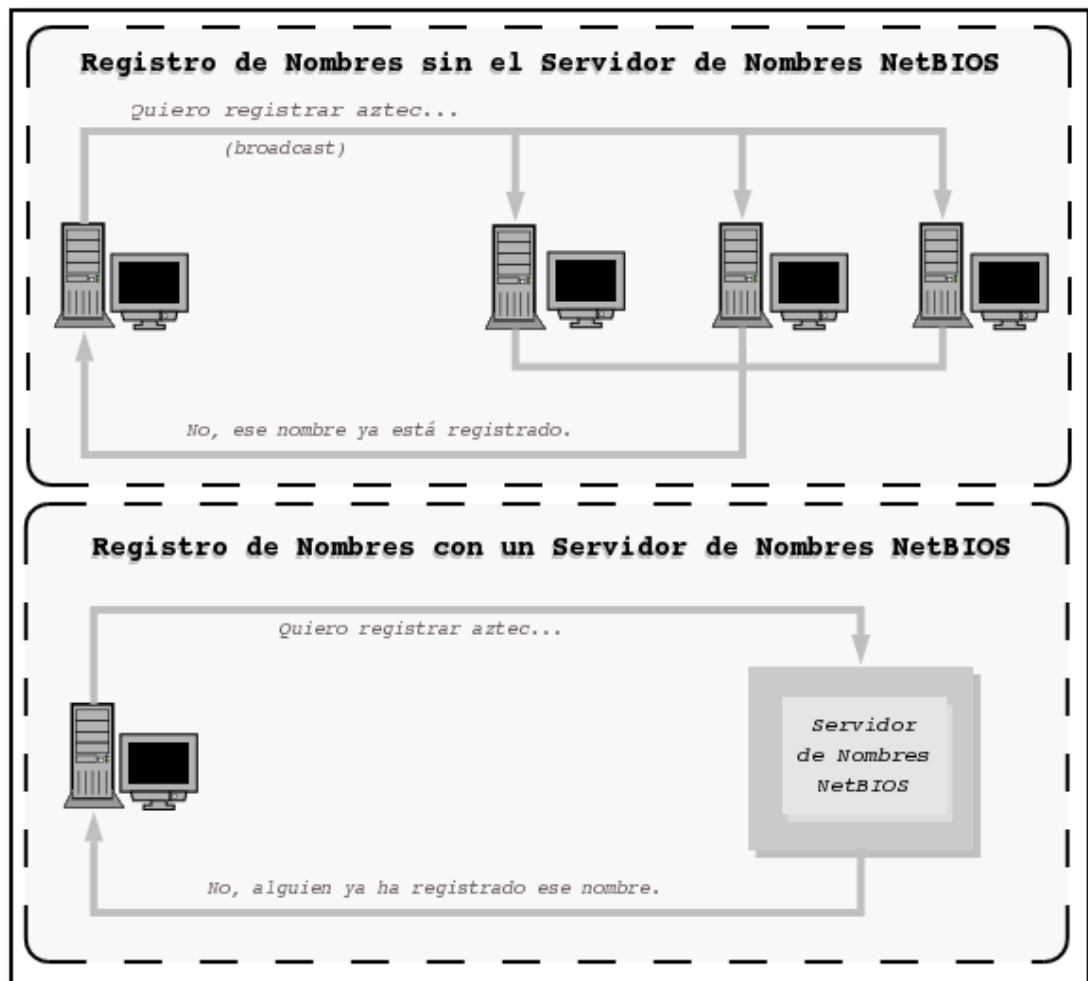 Registro de Nombres sin el Servidor de Nombres NetBIOS
Quiero registrar aztec...
(broadcast)
No, ese nombre ya está registrado.
Registro de Nombres con un Servidor de Nombres NetBIOS
Quiero registrar aztec...
Servidor
de Nombres
NetBIOS
No, alguien ya ha registrado ese nombre.